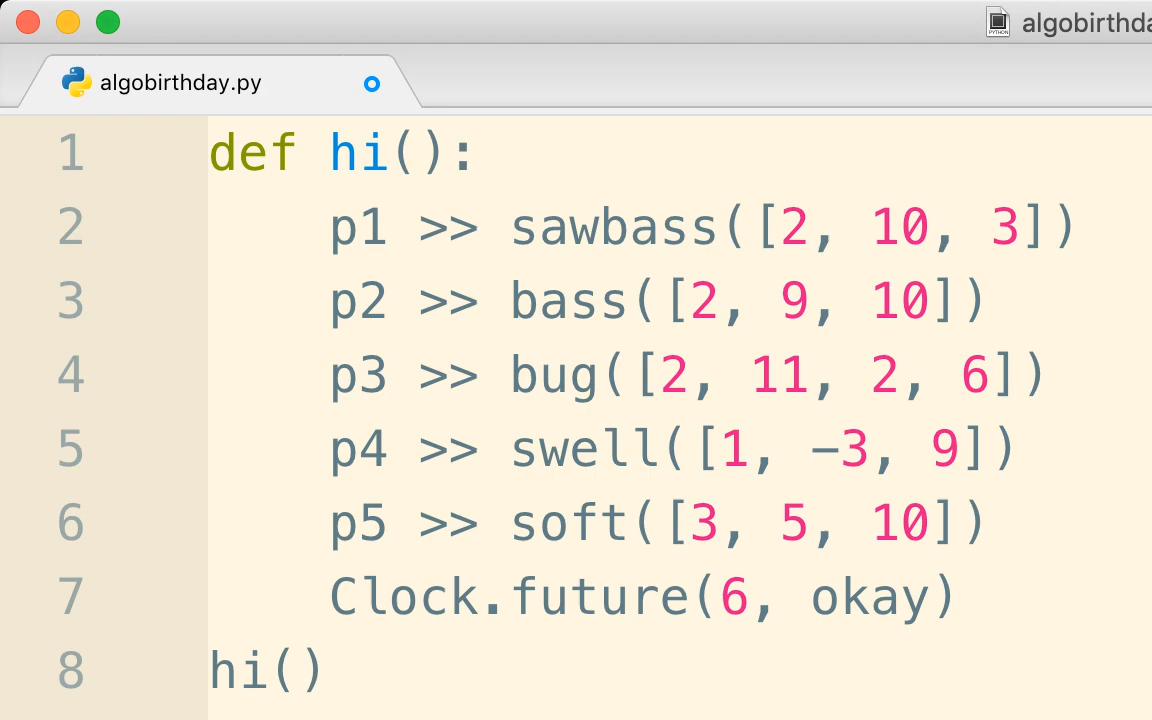 algobirthda
algobirthday.py
1 def hi():
2 p1 >> sawbass([2, 10, 3])
3 p2 >> bass([2, 9, 10])
4 p3 >> bug([2, 11, 2, 6])
5 p4 >> swell([1, -3, 9])
6 p5 >> soft([3, 5, 10])
7 Clock.future(6, okay)
8 hi()